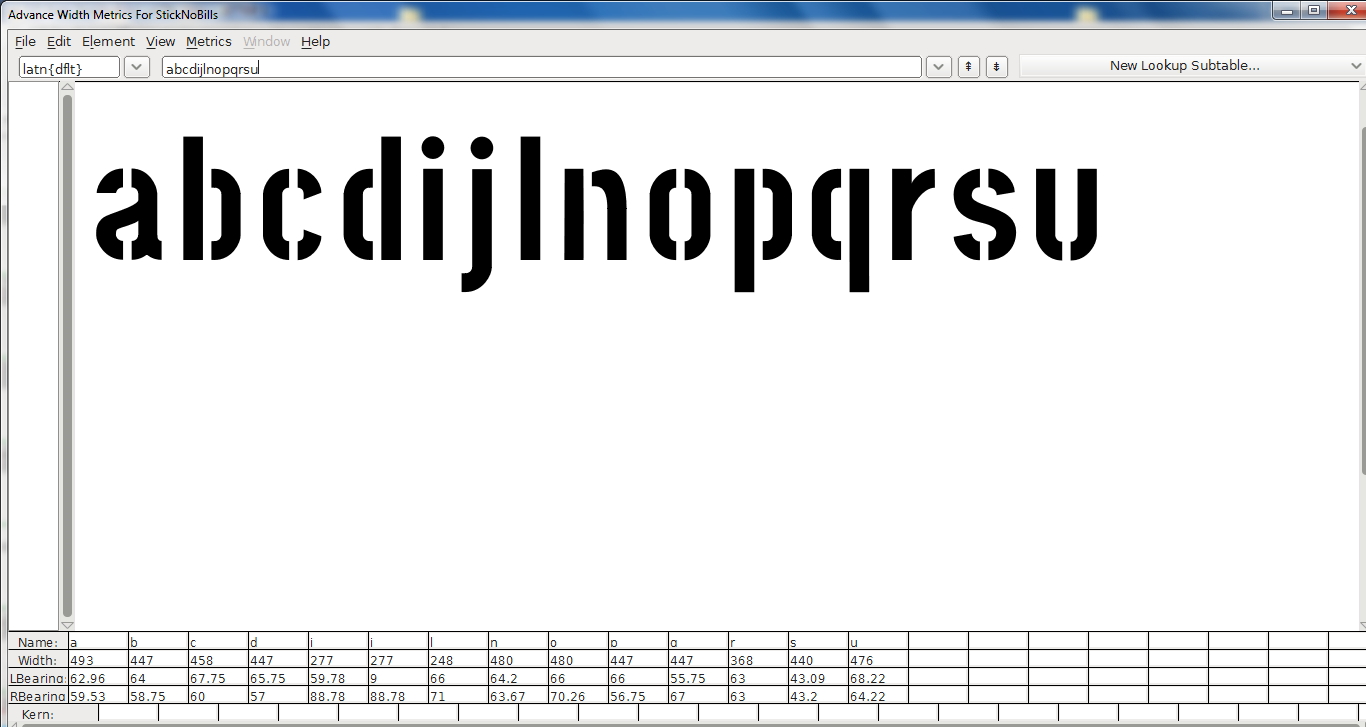 Advance Width Metrics For StickNoBills
File Edit Element View Metrics Window Help
latn{dflt} abcdijlnopqrsu New Lookup Subtable...
abcdijlnopqrsu
Name: a b c d i j l n o p q r s u
Width: 493 447 458 447 277 277 248 480 480 447 447 368 440 476
LBearing: 62.96 64 67.75 65.75 59.78 9 66 64.2 66 66 55.75 63 43.09 68.22
RBearing: 59.53 58.75 60 57 88.78 88.78 71 63.67 70.26 56.75 67 63 43.2 64.22
Kern: